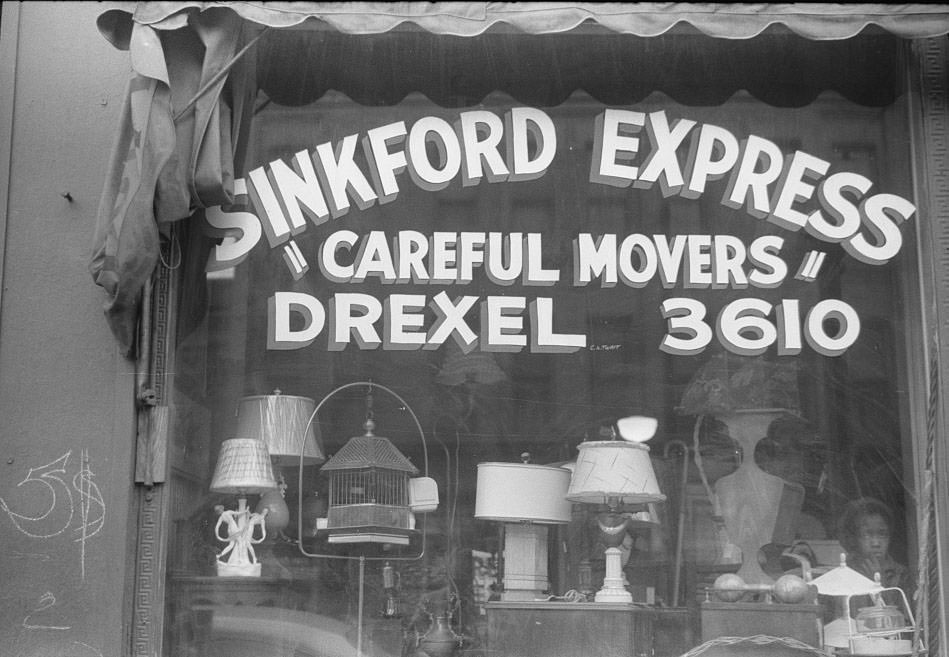 SINKFORD EXPRESS
"CAREFUL MOVERS"
DREXEL 3610
5 $